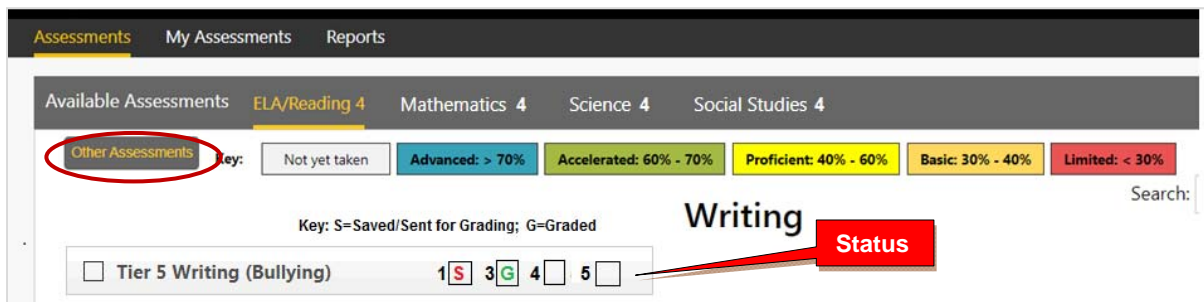 Assessments My Assessments Reports
Available Assessments ELA/Reading 4 Mathematics 4 Science 4 Social Studies 4
Other Assessments Key: Not yet taken Advanced: > 70% Accelerated: 60% - 70% Proficient: 40% - 60% Basic: 30% - 40% Limited: < 30%
Search:
Key: S=Saved/Sent for Grading; G=Graded Writing
Status
Tier 5 Writing (Bullying) 1 S 3 G 4 5